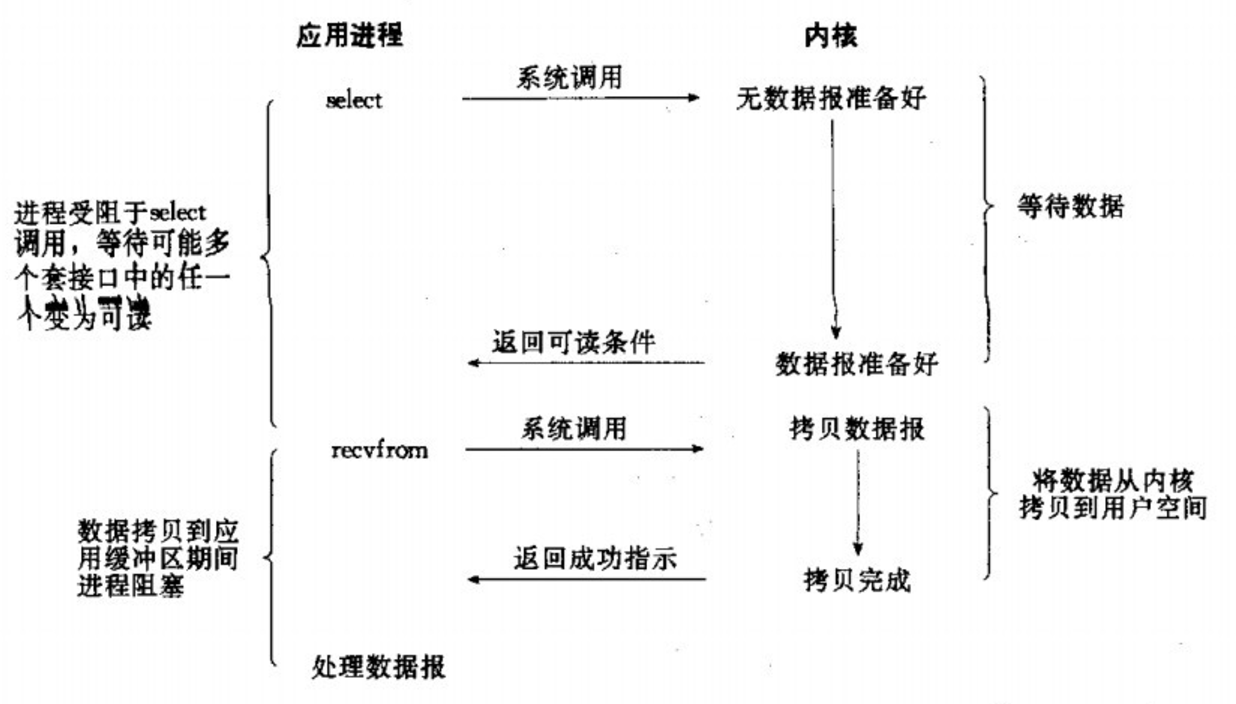 应用进程
内核
select
系统调用
无数据报准备好
进程受阻于select
调用，等待可能多
个套接口中的任一
个变为可读
等待数据
返回可读条件
数据报准备好
recvfrom
系统调用
拷贝数据报
将数据从内核
拷贝到用户空间
数据拷贝到应
用缓冲区期间
进程阻塞
返回成功指示
拷贝完成
处理数据报